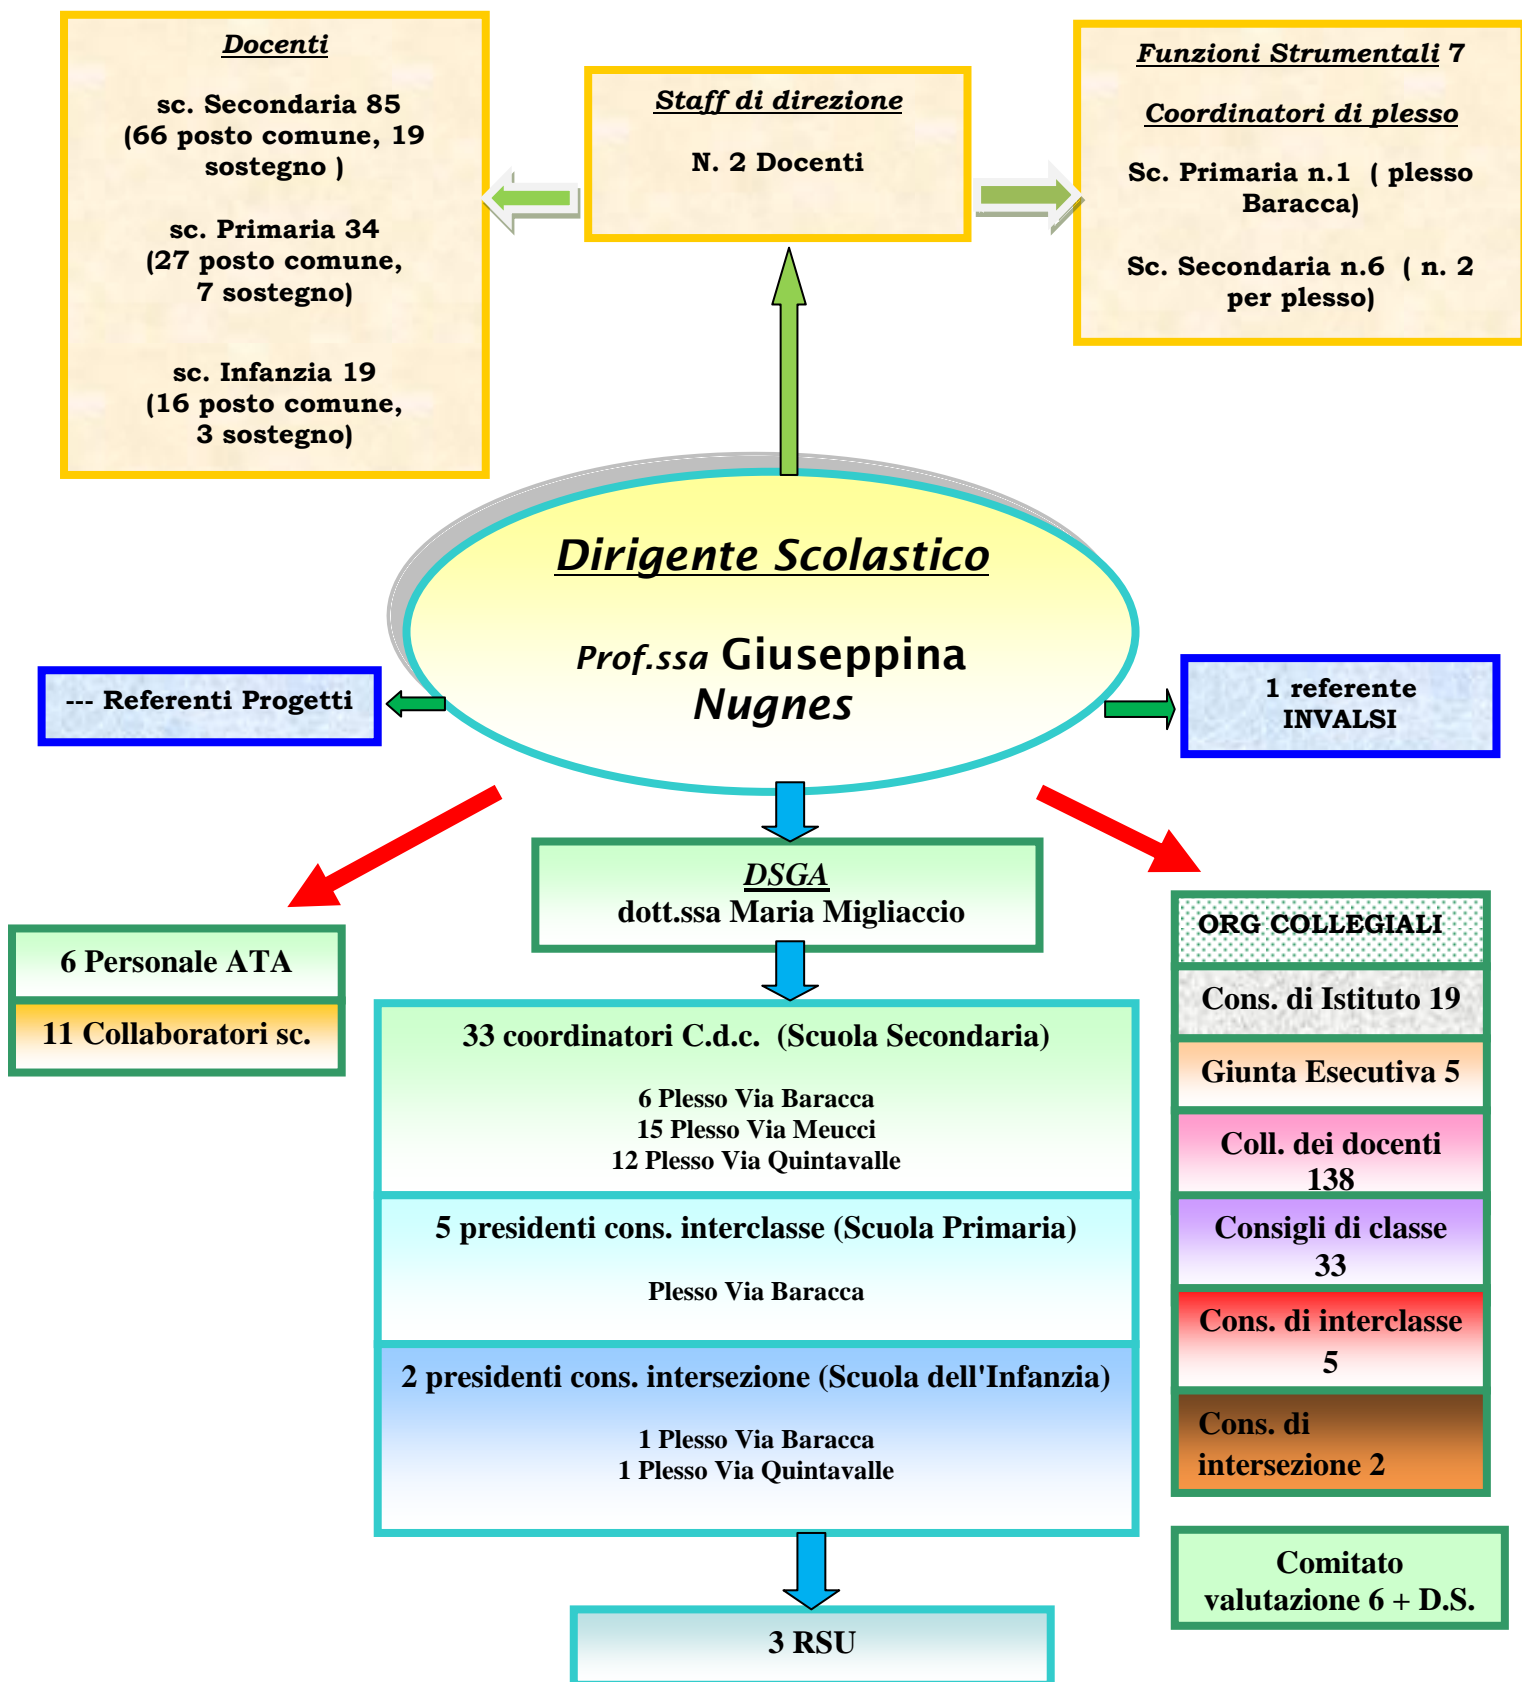 Docenti
sc. Secondaria 85
(66 posto comune, 19
sostegno )
sc. Primaria 34
(27 posto comune,
7 sostegno)
sc. Infanzia 19
(16 posto comune,
3 sostegno)
Staff di direzione
N. 2 Docenti
Funzioni Strumentali 7
Coordinatori di plesso
Sc. Primaria n.1 ( plesso
Baracca)
Sc. Secondaria n.6 ( n. 2
per plesso)
Dirigente Scolastico
Prof.ssa Giuseppina
Nugnes
--- Referenti Progetti
1 referente
INVALSI
DSGA
dott.ssa Maria Migliaccio
6 Personale ATA
11 Collaboratori sc.
33 coordinatori C.d.c. (Scuola Secondaria)
6 Plesso Via Baracca
15 Plesso Via Meucci
12 Plesso Via Quintavalle
5 presidenti cons. interclasse (Scuola Primaria)
Plesso Via Baracca
2 presidenti cons. intersezione (Scuola dell'Infanzia)
1 Plesso Via Baracca
1 Plesso Via Quintavalle
3 RSU
ORG COLLEGIALI
Cons. di Istituto 19
Giunta Esecutiva 5
Coll. dei docenti
138
Consigli di classe
33
Cons. di interclasse
5
Cons. di
intersezione 2
Comitato
valutazione 6 + D.S.